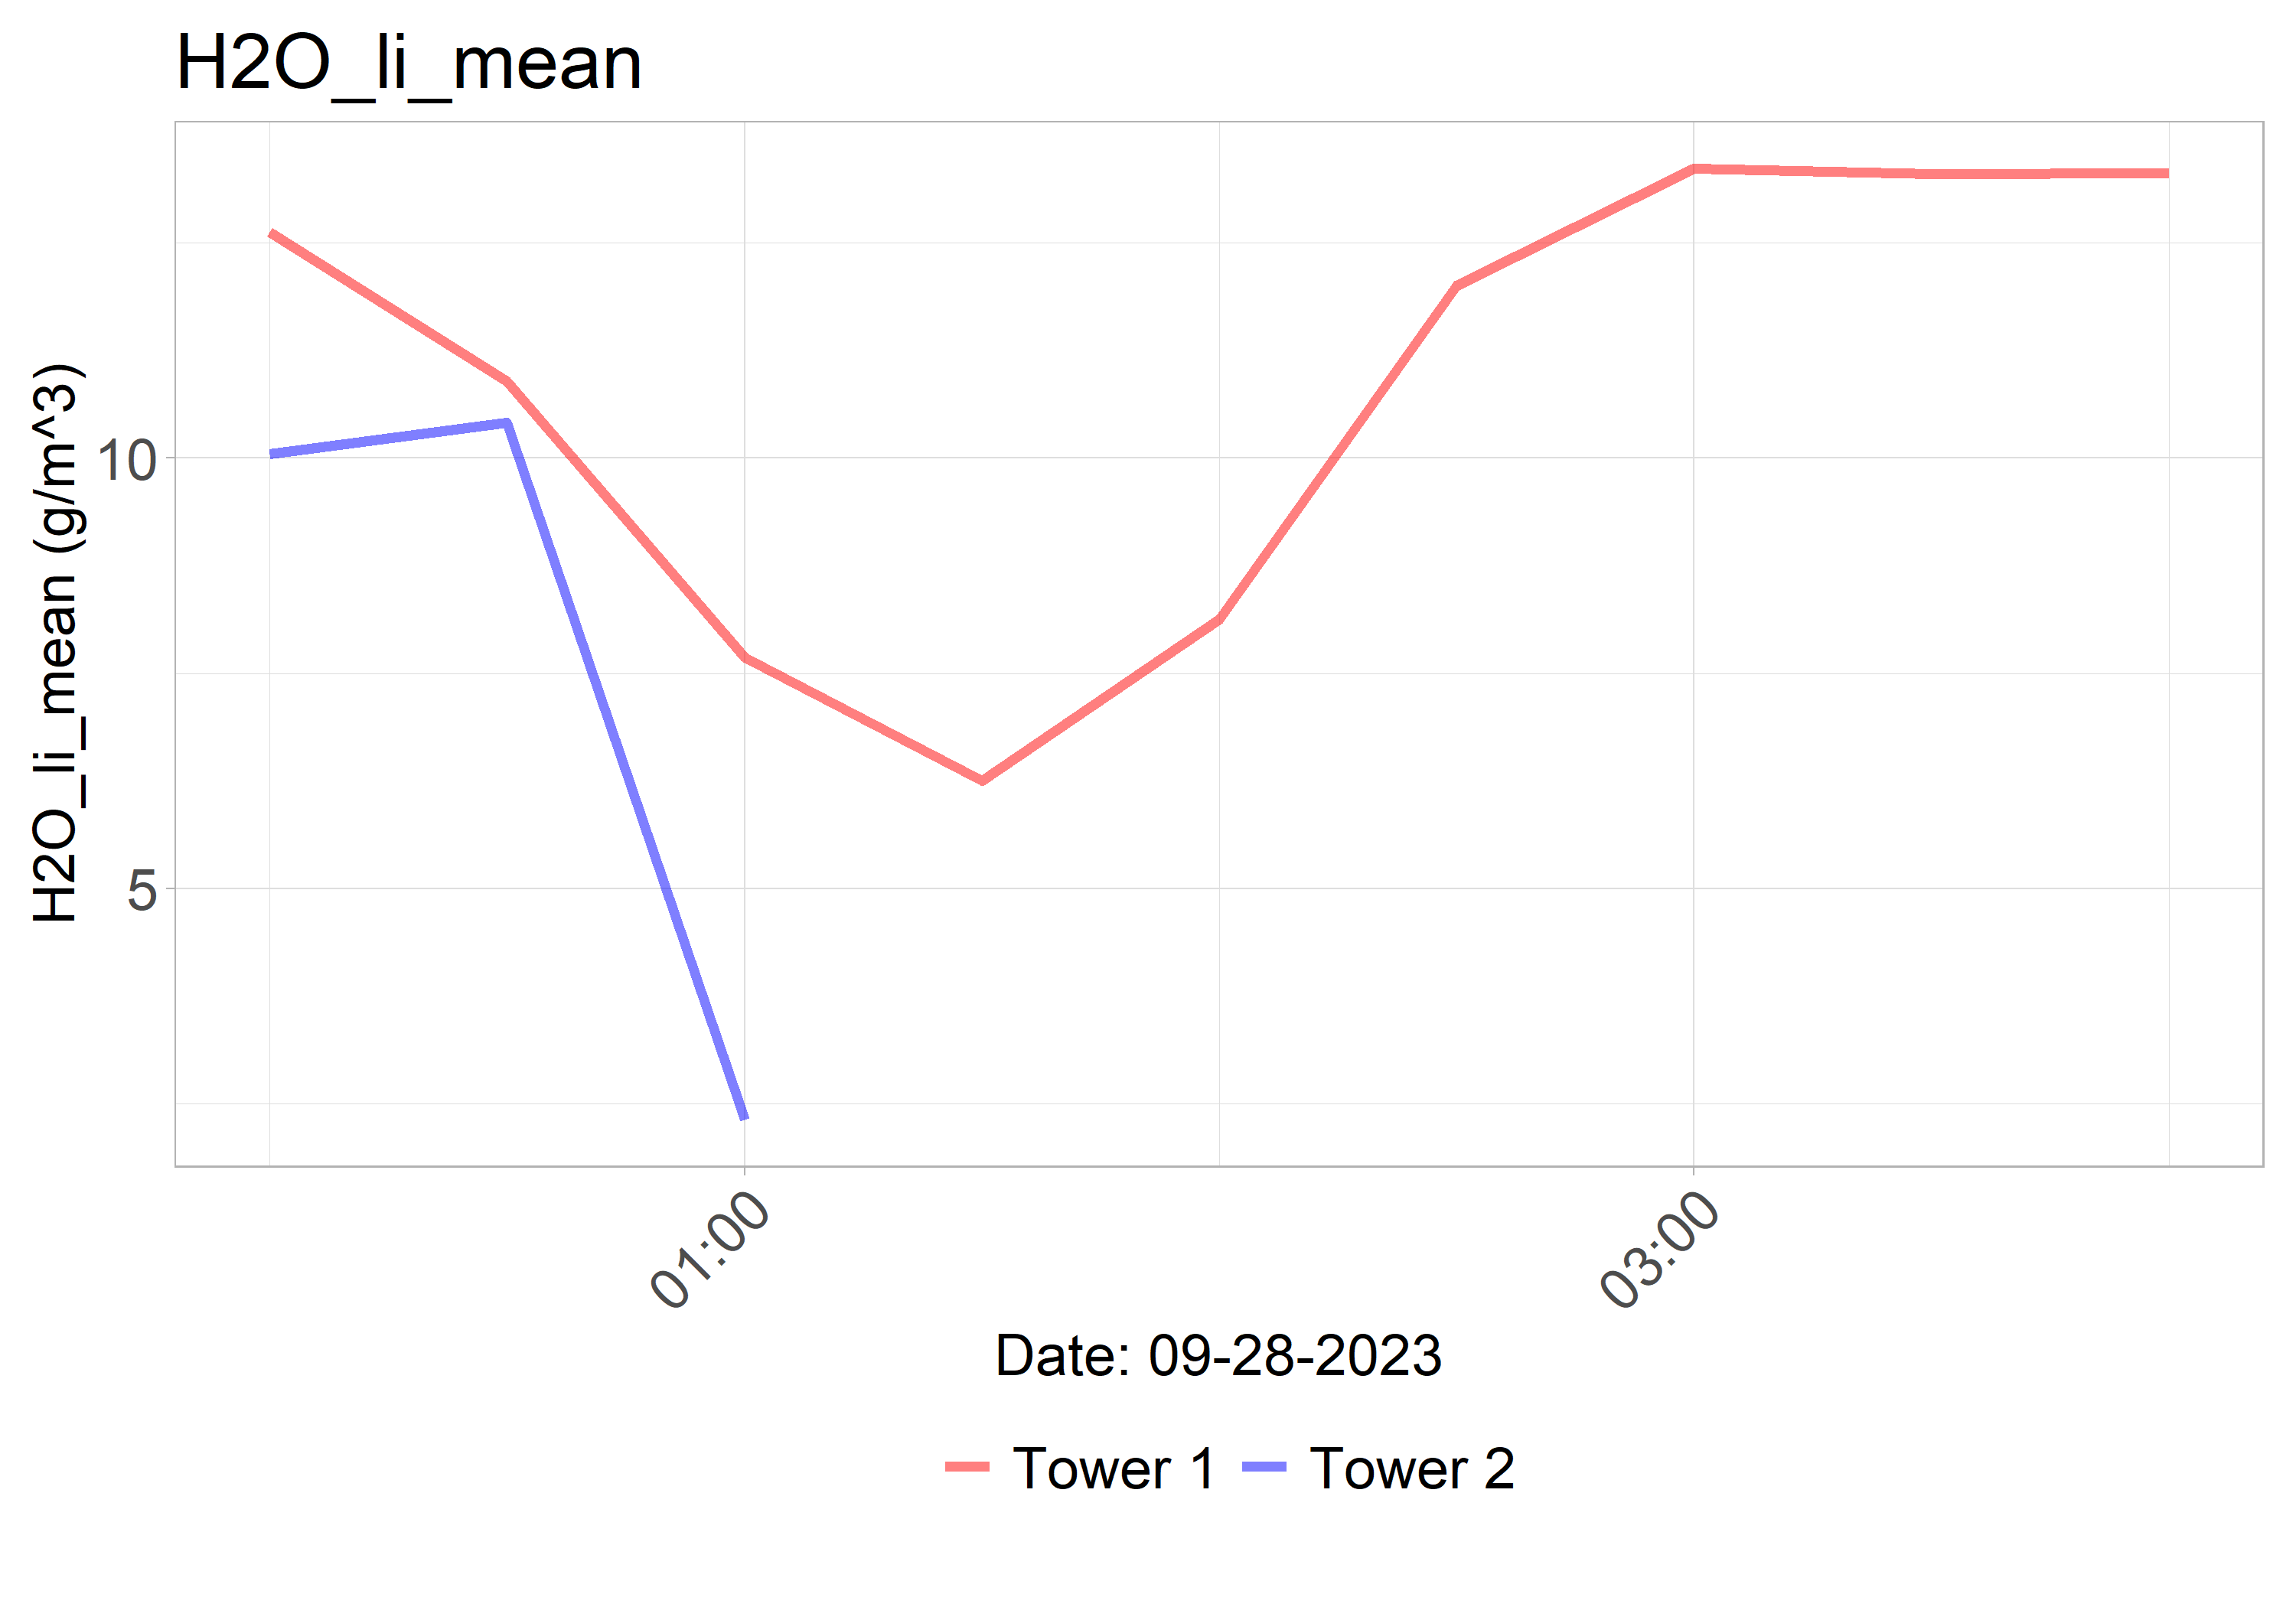 H2O_li_mean
H2O_li_mean (g/m^3)
10
5
01:00
03:00
Date: 09-28-2023
Tower 1
Tower 2